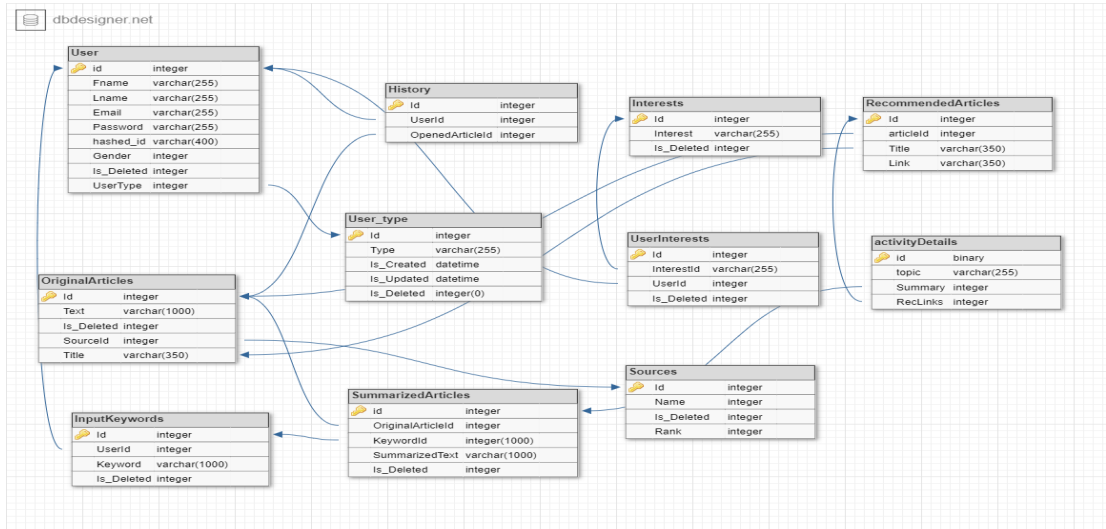 dbdesigner.net
User
id integer
Fname varchar(255)
Lname varchar(255)
Email varchar(255)
Password varchar(255)
hashed_id varchar(400)
Gender integer
Is_Deleted integer
UserType integer
History
Id integer
UserId integer
OpenedArticleId integer
Interests
Id integer
Interest varchar(255)
Is_Deleted integer
RecommendedArticles
Id integer
articleId integer
Title varchar(350)
Link varchar(350)
User_type
Id integer
Type varchar(255)
Is_Created datetime
Is_Updated datetime
Is_Deleted integer(0)
UserInterests
Id integer
InterestId varchar(255)
UserId integer
Is_Deleted integer
activityDetails
id binary
topic varchar(255)
Summary integer
RecLinks integer
OriginalArticles
Id integer
Text varchar(1000)
Is_Deleted integer
SourceId integer
Title varchar(350)
Sources
Id integer
Name integer
Is_Deleted integer
Rank integer
SummarizedArticles
id integer
OriginalArticleId integer
KeywordId integer(1000)
SummarizedText varchar(1000)
Is_Deleted integer
InputKeywords
Id integer
UserId integer
Keyword varchar(1000)
Is_Deleted integer